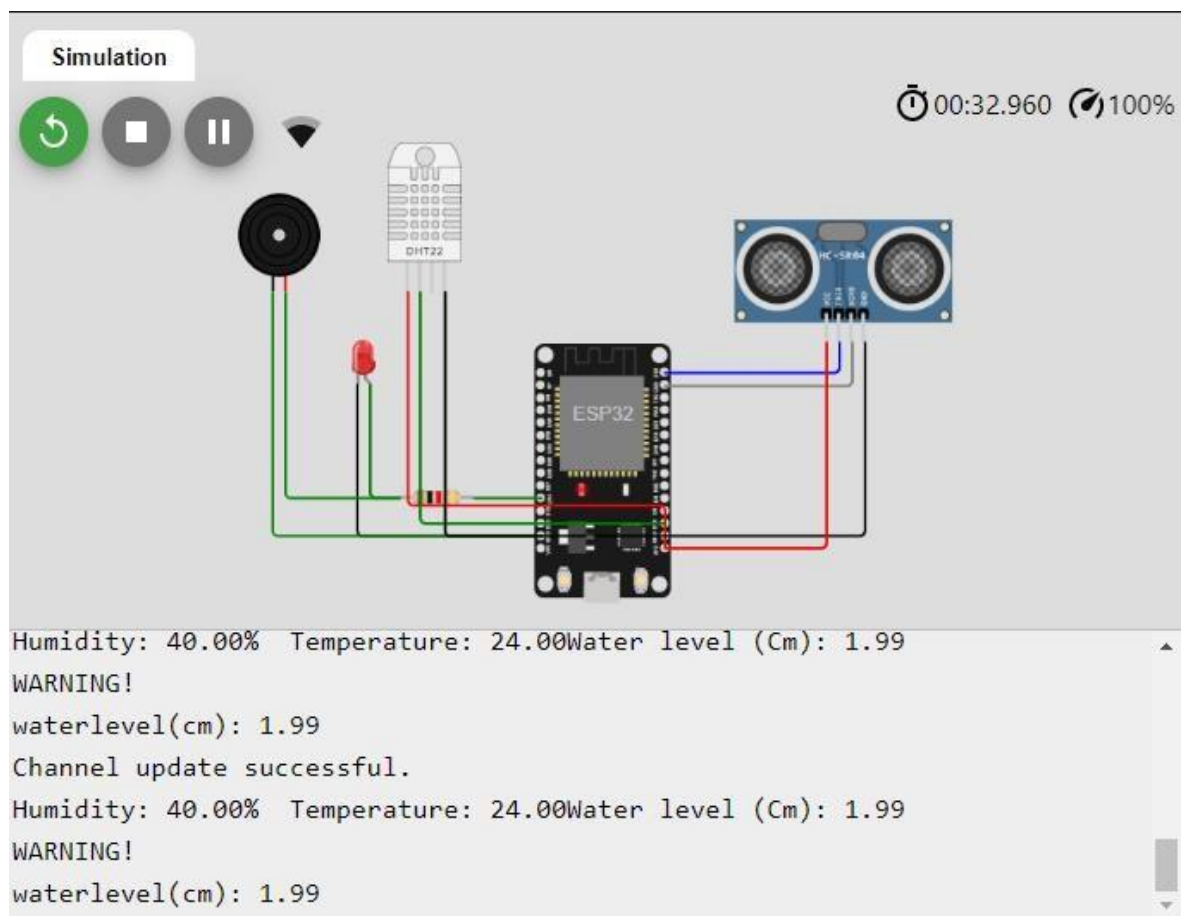 Simulation
00:32.960 100%
DHT22
HC-SR04
ESP32
Humidity: 40.00%  Temperature: 24.00Water level (Cm): 1.99
WARNING!
waterlevel(cm): 1.99
Channel update successful.
Humidity: 40.00%  Temperature: 24.00Water level (Cm): 1.99
WARNING!
waterlevel(cm): 1.99